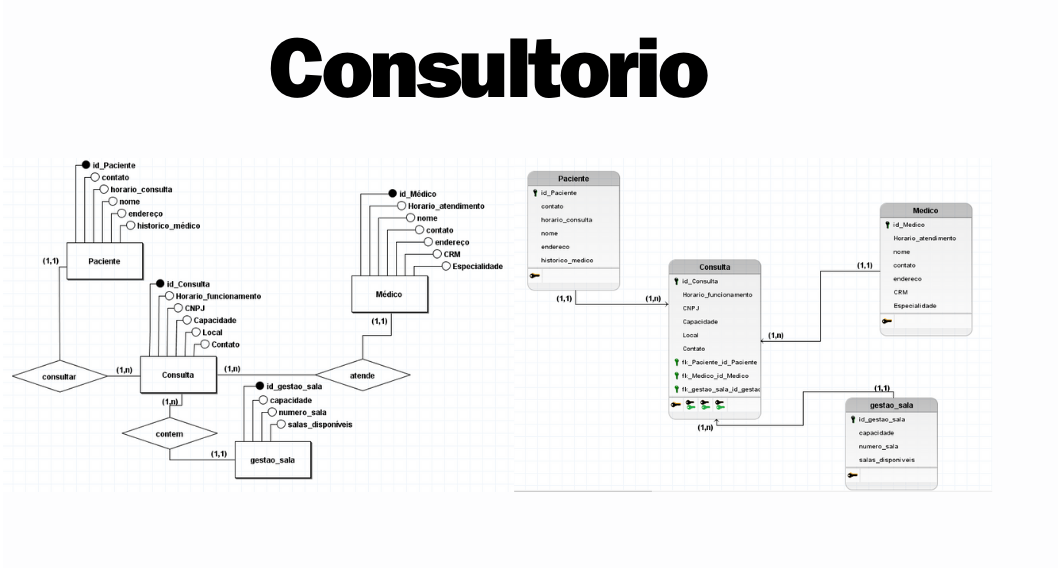 Consultorio
id_Paciente
contato
horario_consulta
nome
endereço
historico_médico
(1,1)
Paciente
id_Médico
Horario_atendimento
nome
contato
endereço
CRM
Especialidade
Médico
(1,1)
id_Consulta
Horario_funcionamento
CNPJ
Capacidade
Local
Contato
consultar
(1,n)
Consulta
(1,n)
atende
(1,n)
contem
(1,1)
id_gestao_sala
capacidade
numero_sala
salas_disponiveis
gestao_sala
Paciente
id_Paciente
contato
horario_consulta
nome
endereco
historico_medico
(1,1)
(1,n)
Consulta
id_Consulta
Horario_funcionamento
CNPJ
Capacidade
Local
Contato
fk_Paciente_id_Paciente
fk_Medico_id_Medico
fk_gestao_sala_id_gestao
(1,n)
(1,n)
Medico
id_Medico
Horario_atendimento
nome
contato
endereco
CRM
Especialidade
(1,1)
(1,1)
gestao_sala
id_gestao_sala
capacidade
numero_sala
salas_disponiveis